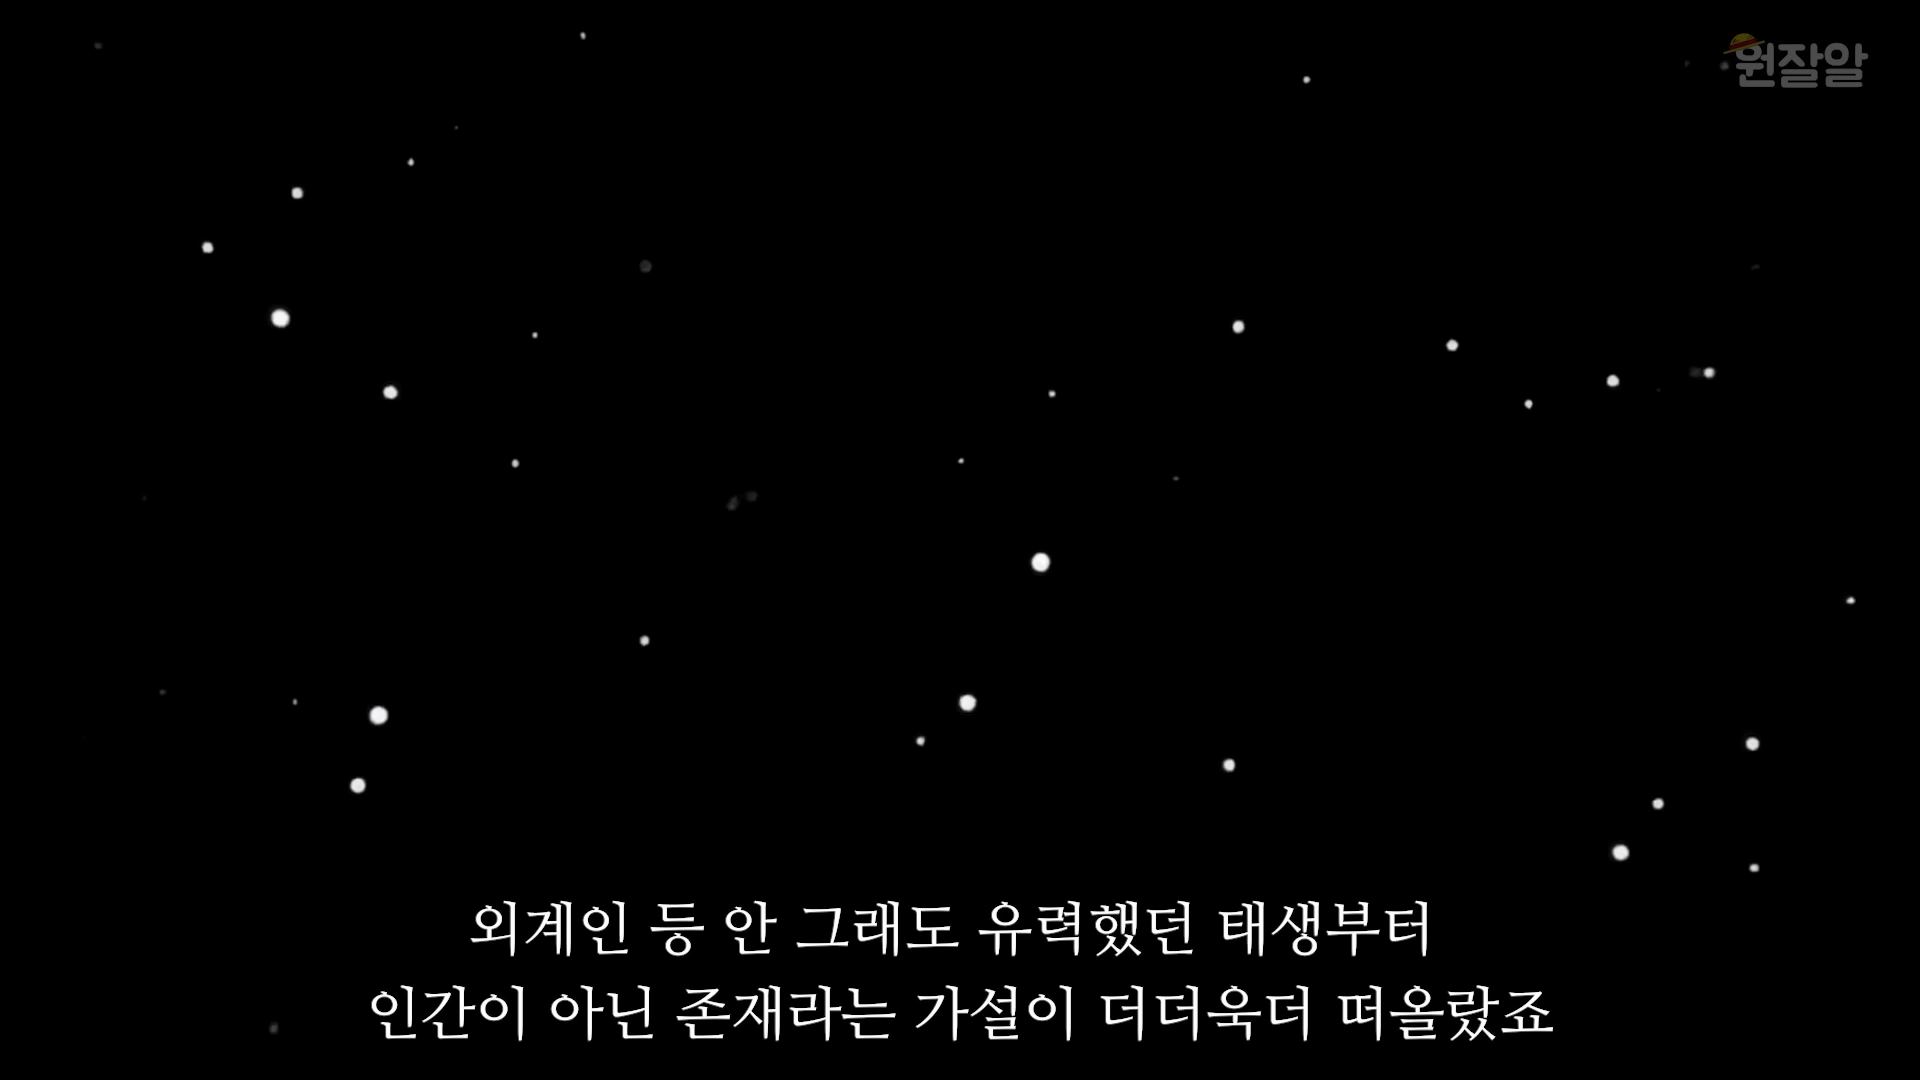 원잘알
외계인 등 안 그래도 유력했던 태생부터
인간이 아닌 존재라는 가설이 더더욱더 떠올랐죠